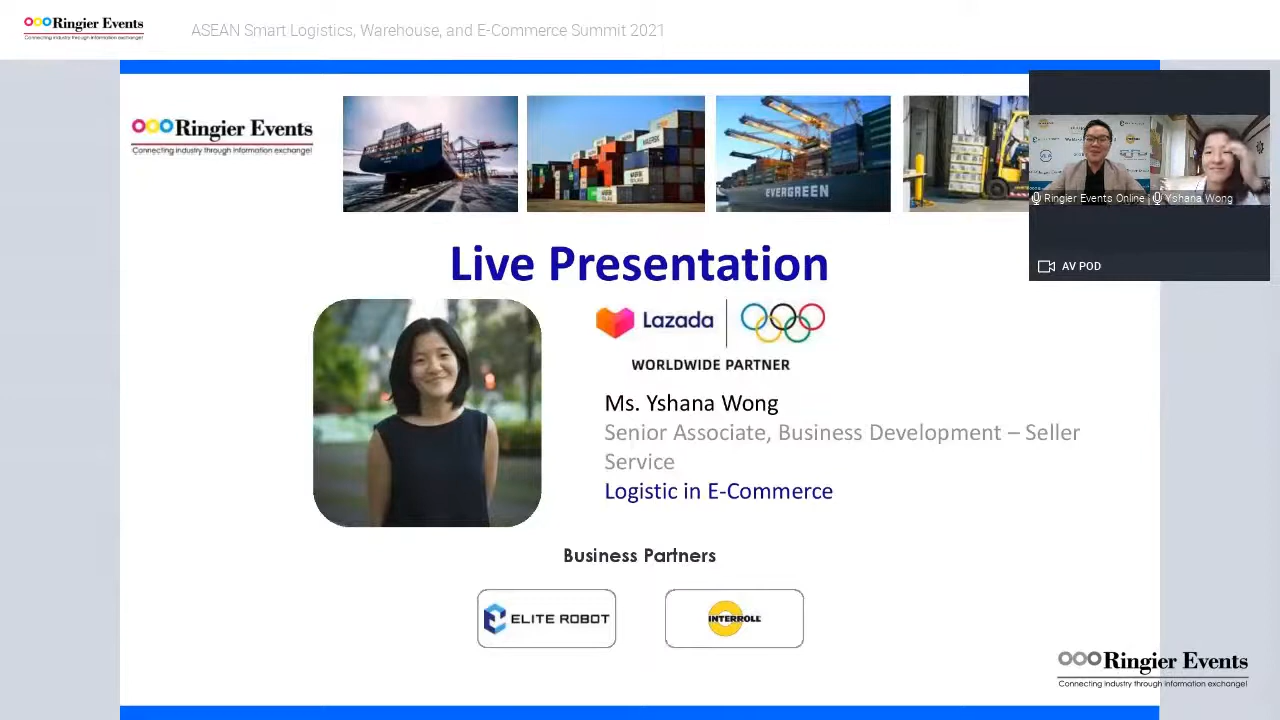 Ringier Events
Connecting industry through information exchange!
ASEAN Smart Logistics, Warehouse, and E-Commerce Summit 2021
Ringier Events
Connecting industry through information exchange!
EVERGREEN
Ringier Events Online
Yshana Wong
AV POD
Live Presentation
Lazada
WORLDWIDE PARTNER
Ms. Yshana Wong
Senior Associate, Business Development – Seller
Service
Logistic in E-Commerce
Business Partners
ELITE ROBOT
INTERROLL
Ringier Events
Connecting industry through information exchange!